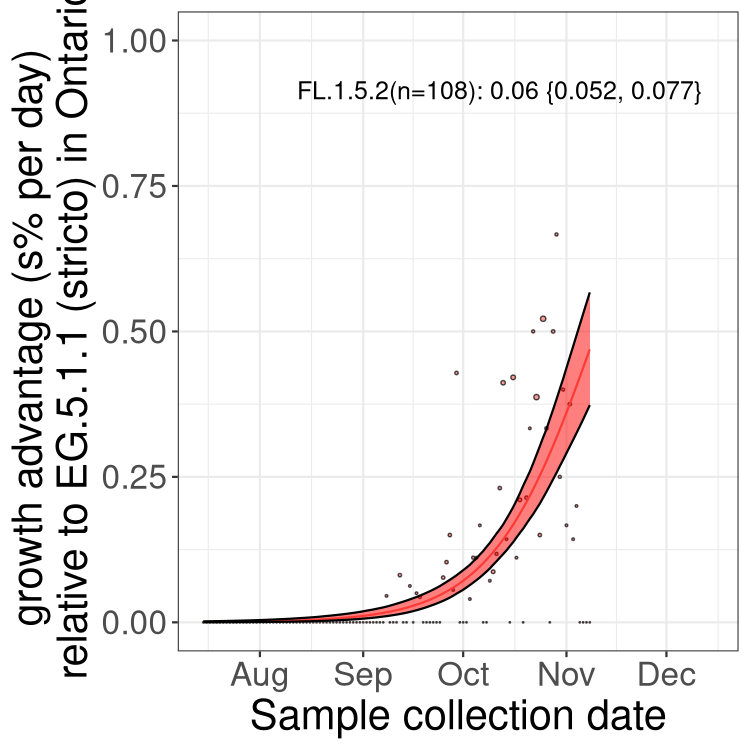 growth advantage (s% per day)
relative to EG.5.1.1 (stricto) in Ontario
1.00
0.75
0.50
0.25
0.00
FL.1.5.2(n=108): 0.06 {0.052, 0.077}
Aug Sep Oct Nov Dec
Sample collection date